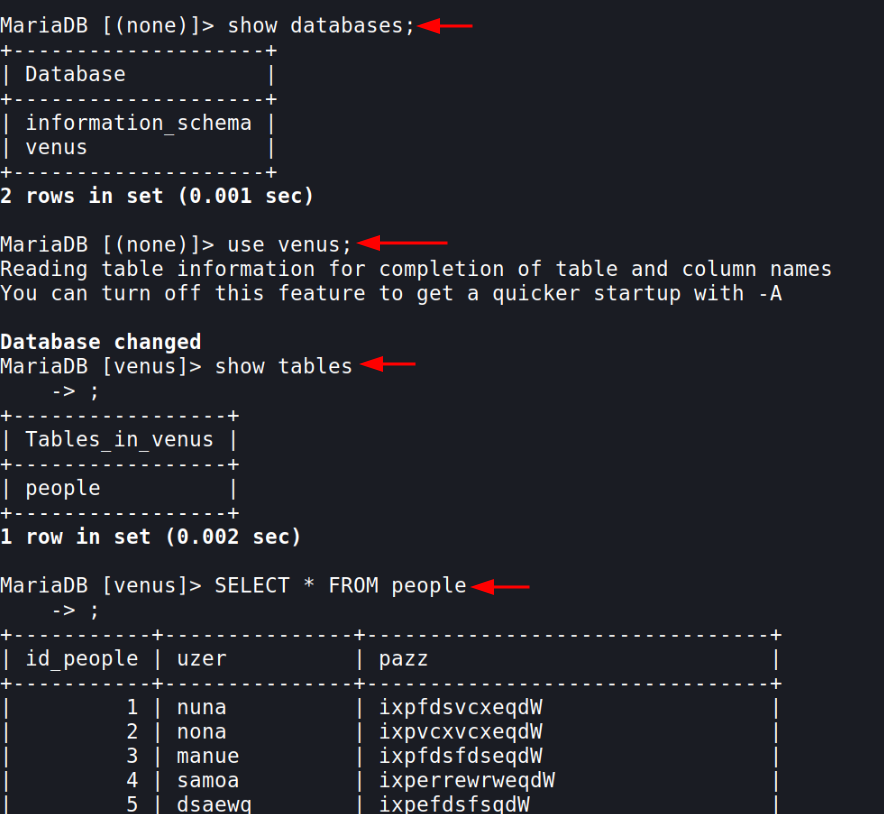 MariaDB [(none)]> show databases;
+--------------------+
| Database           |
+--------------------+
| information_schema |
| venus              |
+--------------------+
2 rows in set (0.001 sec)
MariaDB [(none)]> use venus;
Reading table information for completion of table and column names
You can turn off this feature to get a quicker startup with -A
Database changed
MariaDB [venus]> show tables
    -> ;
+-----------------+
| Tables_in_venus |
+-----------------+
| people          |
+-----------------+
1 row in set (0.002 sec)
MariaDB [venus]> SELECT * FROM people
    -> ;
+-----------+---------------+--------------------------------+
| id_people | uzer          | pazz                           |
+-----------+---------------+--------------------------------+
|         1 | nuna          | ixpfdsvcxeqdW                  |
|         2 | nona          | ixpvcxvcxeqdW                  |
|         3 | manue         | ixpfdsfdseqdW                  |
|         4 | samoa         | ixperrewrweqdW                 |
|         5 | dsaewq        | ixpefdsfsqdW                   |